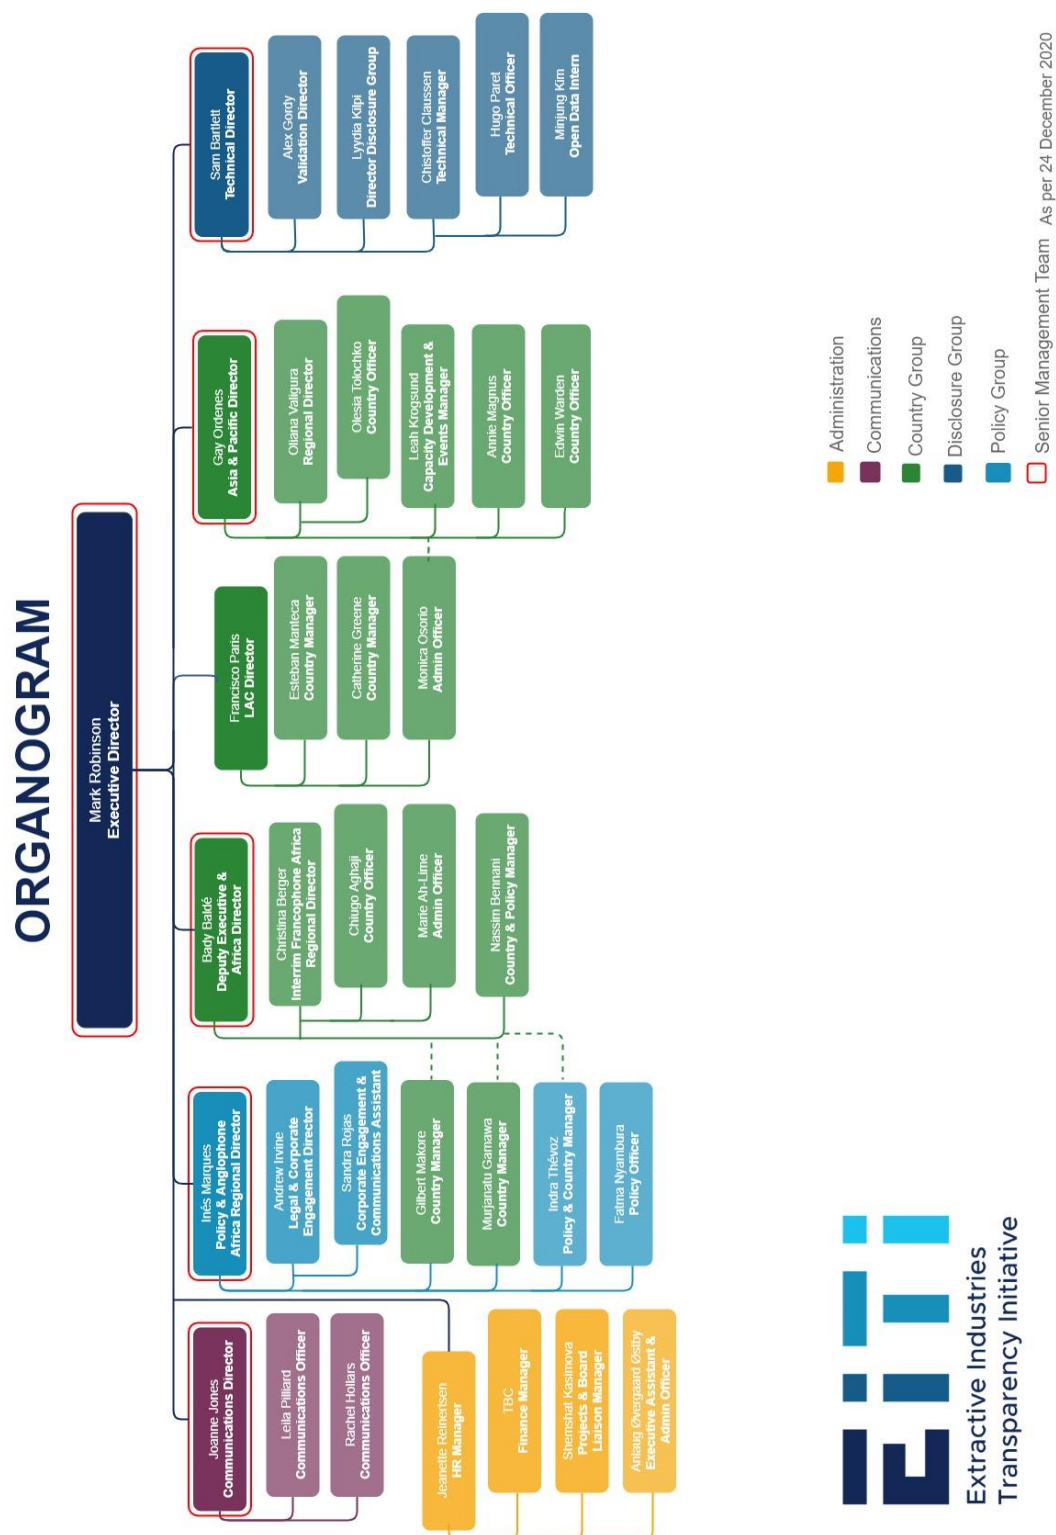 ORGANOGRAM
Mark Robinson
Executive Director
Joanne Jones
Communications Director
Leila Pilliard
Communications Officer
Rachel Hollars
Communications Officer
Jeanette Reinertsen
HR Manager
TBC
Finance Manager
Shemshat Kasimova
Projects & Board
Liaison Manager
Anlaug Øvergaard Østby
Executive Assistant &
Admin Officer
Inês Marques
Policy & Anglophone
Africa Regional Director
Andrew Irvine
Legal & Corporate
Engagement Director
Sandra Rojas
Corporate Engagement &
Communications Assistant
Gilbert Makore
Country Manager
Murjanatu Gamawa
Country Manager
Indra Thévoz
Policy & Country Manager
Fatma Nyambura
Policy Officer
Bady Baldé
Deputy Executive &
Africa Director
Christina Berger
Interrim Francophone Africa
Regional Director
Chiugo Aghaji
Country Officer
Marie Ah-Lime
Admin Officer
Nassim Bennani
Country & Policy Manager
Francisco Paris
LAC Director
Esteban Manteca
Country Manager
Catherine Greene
Country Manager
Monica Osorio
Admin Officer
Gay Ordenes
Asia & Pacific Director
Oliana Valigura
Regional Director
Olesia Tolochko
Country Officer
Leah Krogsund
Capacity Development &
Events Manager
Annie Magnus
Country Officer
Edwin Warden
Country Officer
Sam Bartlett
Technical Director
Alex Gordy
Validation Director
Lyydia Kilpi
Director Disclosure Group
Chistoffer Claussen
Technical Manager
Hugo Paret
Technical Officer
Minjung Kim
Open Data Intern
EITI
Extractive Industries
Transparency Initiative
Administration
Communications
Country Group
Disclosure Group
Policy Group
Senior Management Team As per 24 December 2020